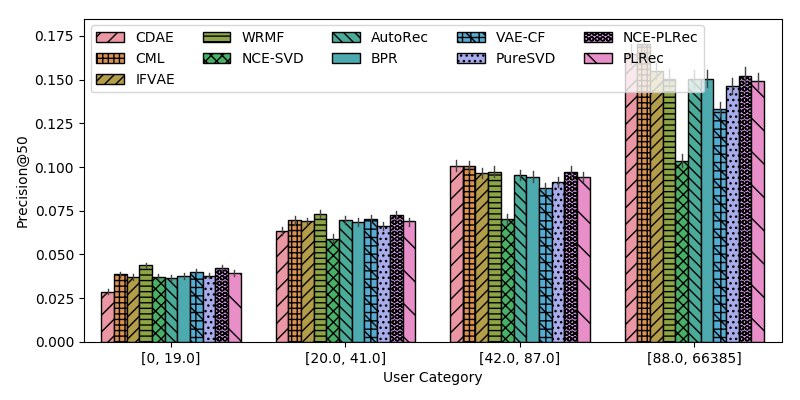 CDAE WRMF AutoRec VAE-CF NCE-PLRec
CML NCE-SVD BPR PureSVD PLRec
IFVAE
0.175
0.150
0.125
0.100
0.075
0.050
0.025
0.000
Precision@50
[0, 19.0] [20.0, 41.0] [42.0, 87.0] [88.0, 66385]
User Category